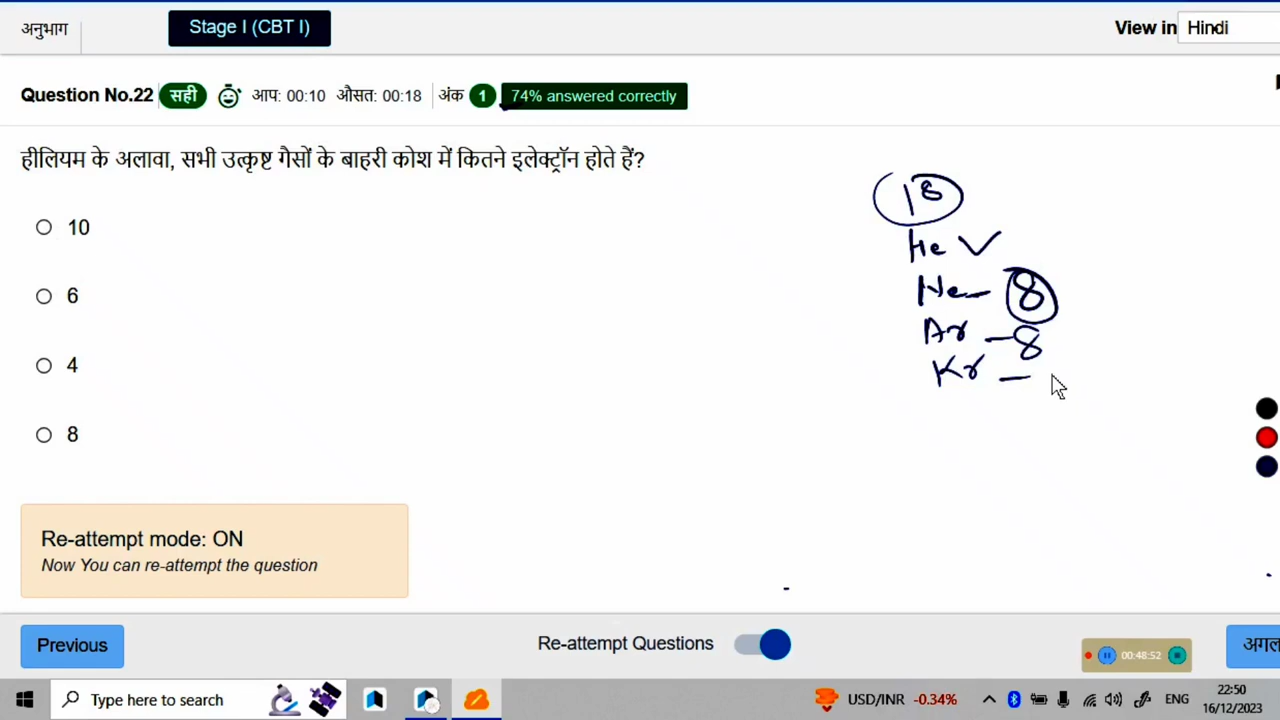 अनुभाग
Stage I (CBT I)
View in Hindi
Question No.22 सही आप: 00:10 औसत: 00:18 अंक 1 74% answered correctly
हीलियम के अलावा, सभी उत्कृष्ट गैसों के बाहरी कोश में कितने इलेक्ट्रॉन होते हैं?
10
6
4
8
18
He
Ne - 8
Ar - 8
Kr -
Re-attempt mode: ON
Now You can re-attempt the question
Previous
Re-attempt Questions
00:48:52
Type here to search
USD/INR -0.34%
ENG
22:50
16/12/2023